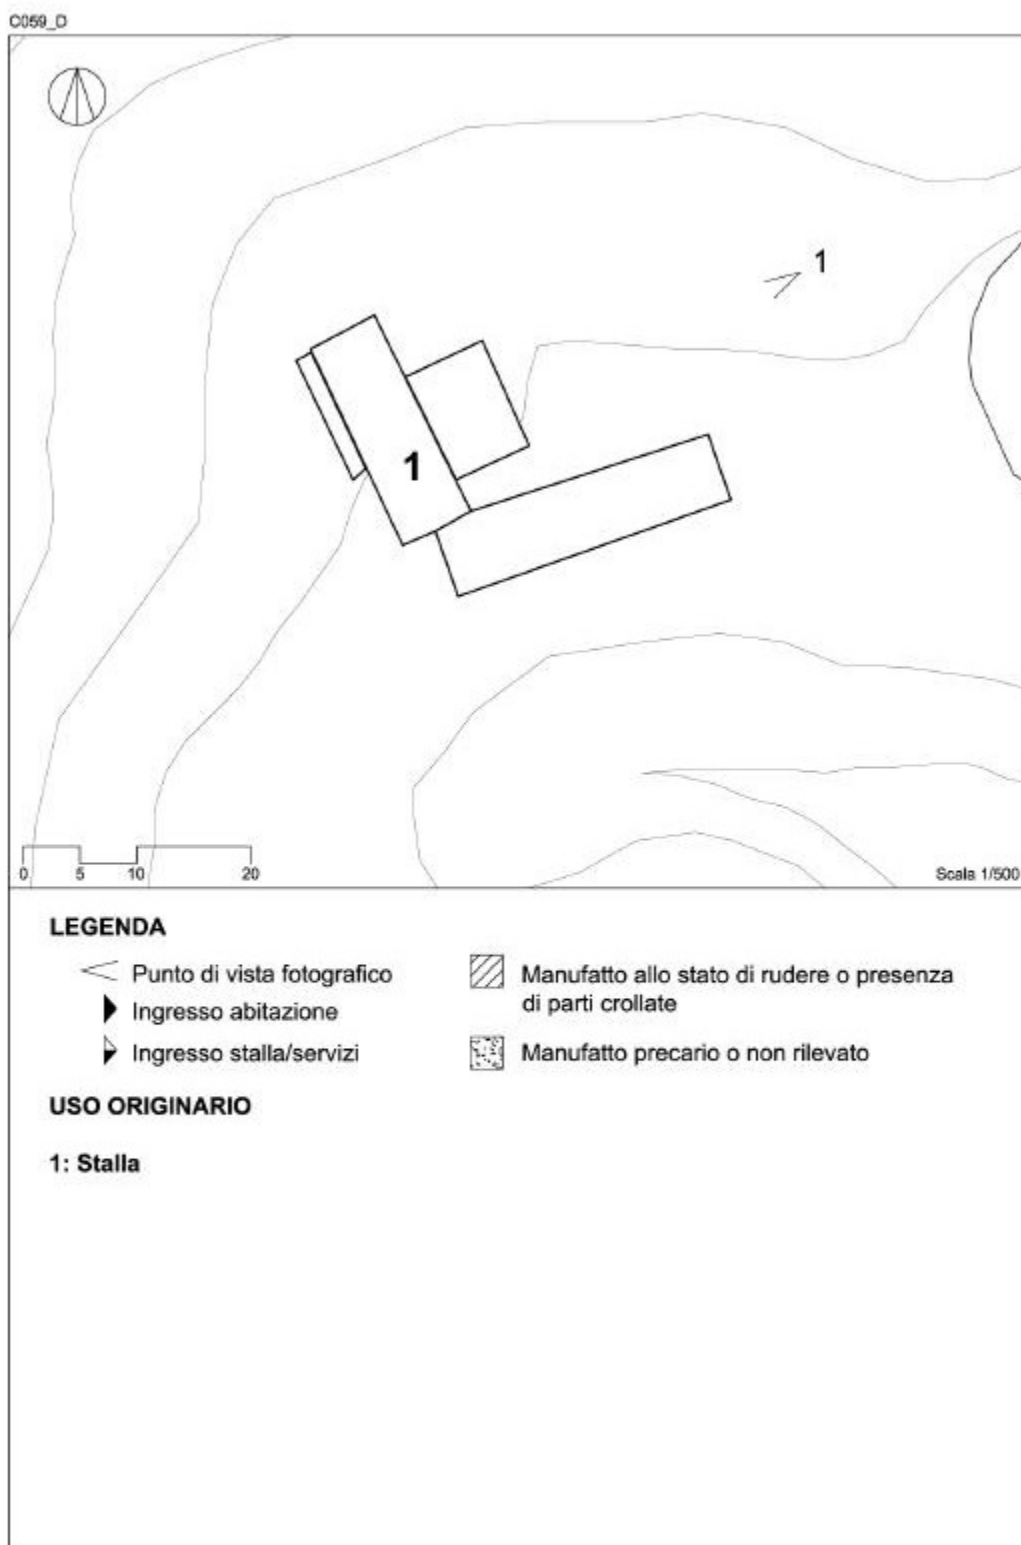 C059_D
1
1
0 5 10 20
Scala 1/500
LEGENDA
Punto di vista fotografico
Ingresso abitazione
Ingresso stalla/servizi
Manufatto allo stato di rudere o presenza
di parti crollate
Manufatto precario o non rilevato
USO ORIGINARIO
1: Stalla